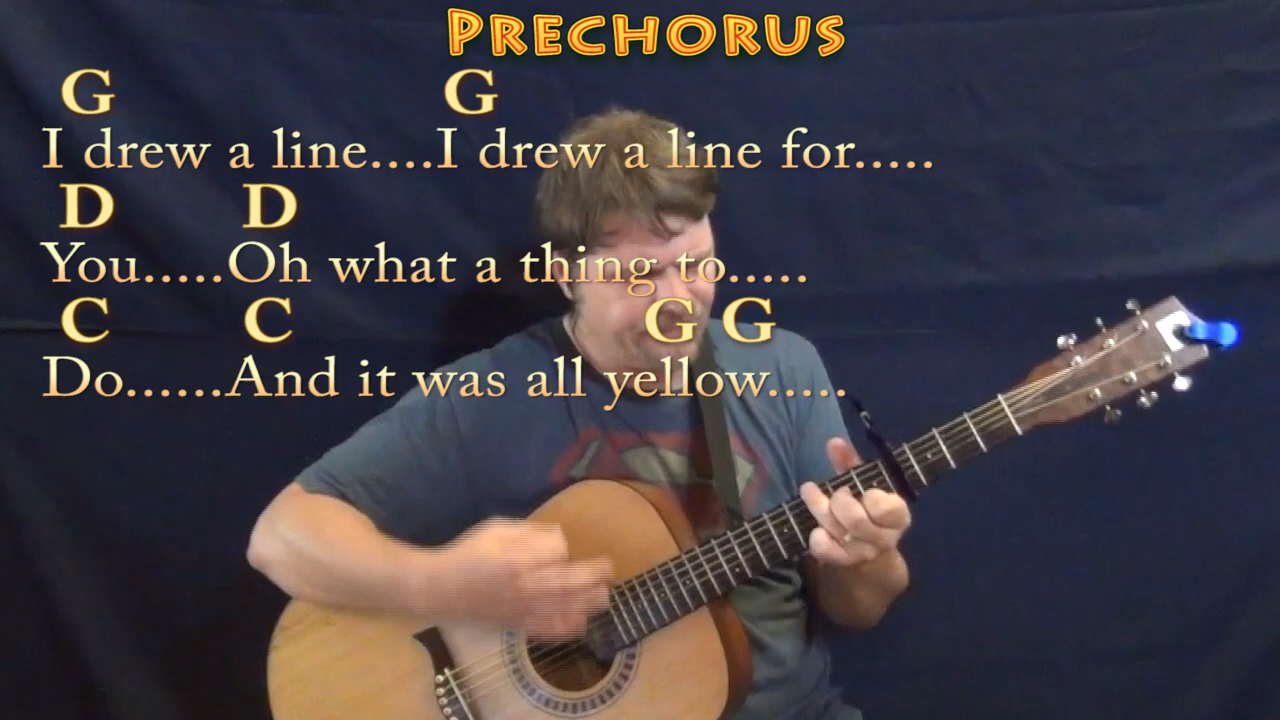 PRECHORUS
G G
I drew a line....I drew a line for.....
D D
You.....Oh what a thing to.....
C C G G
Do......And it was all yellow.....